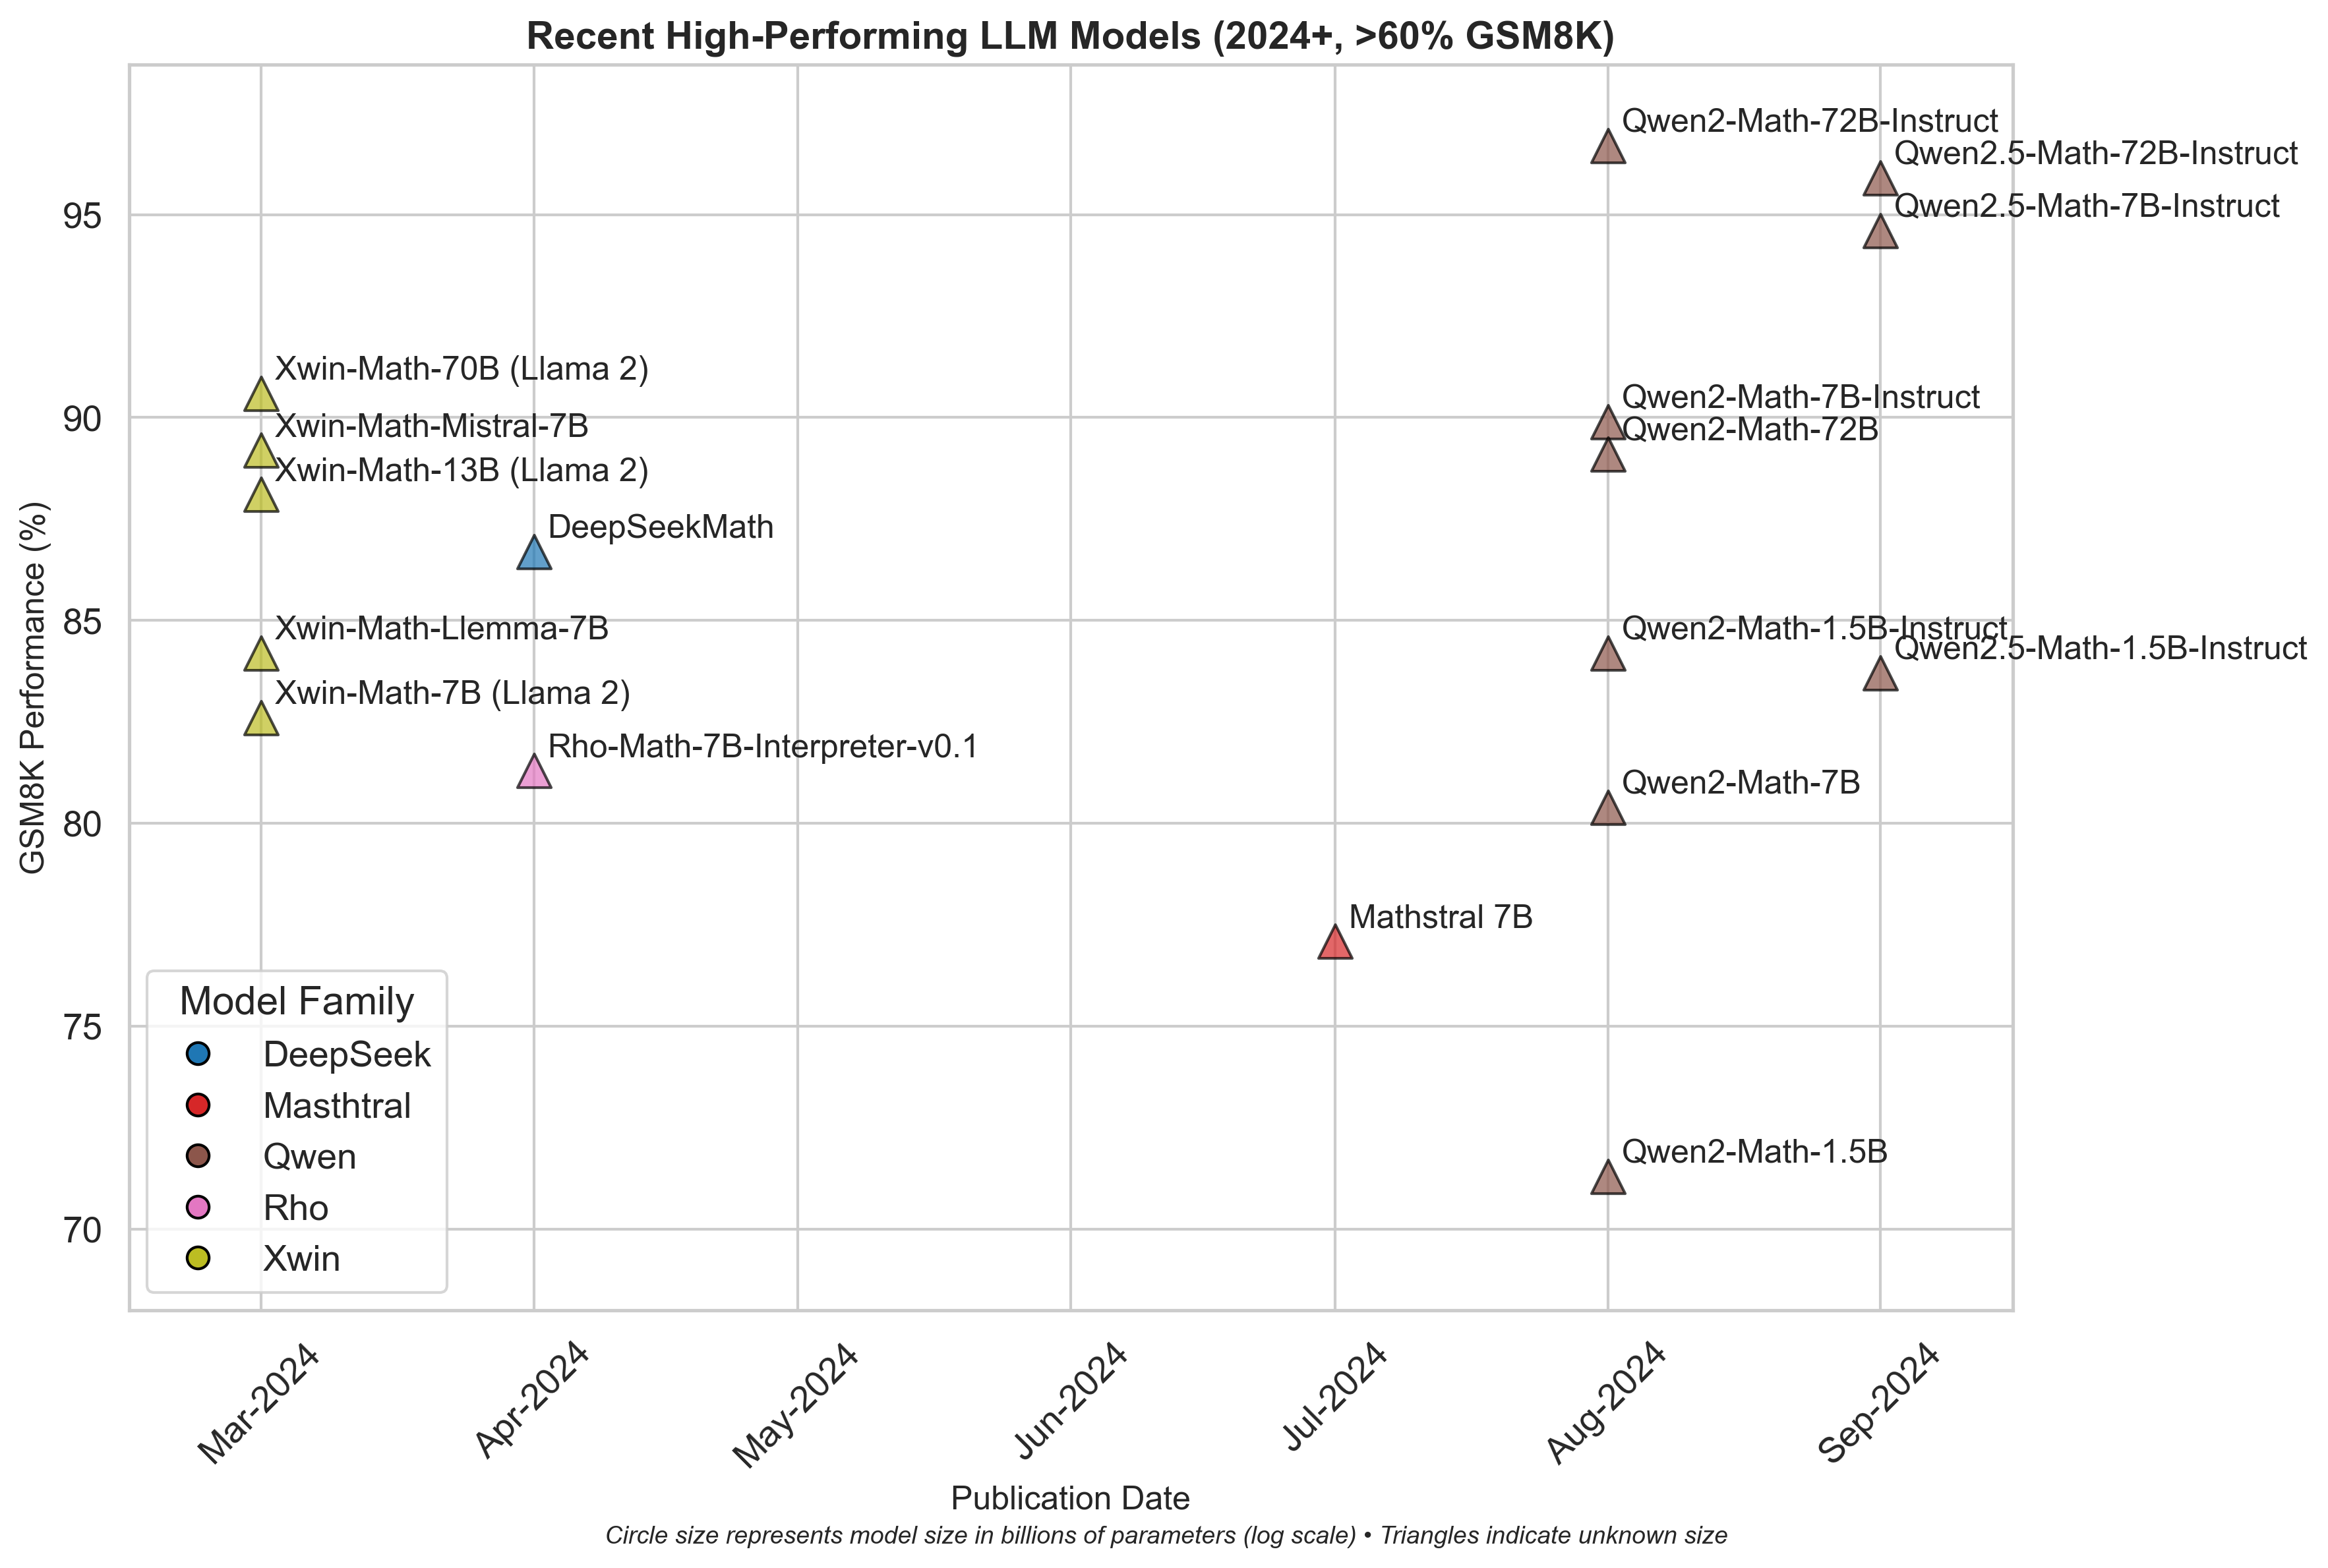 Recent High-Performing LLM Models (2024+, >60% GSM8K)
GSM8K Performance (%)
95
90
85
80
75
70
Qwen2-Math-72B-Instruct
Qwen2.5-Math-72B-Instruct
Qwen2.5-Math-7B-Instruct
Xwin-Math-70B (Llama 2)
Qwen2-Math-7B-Instruct
Xwin-Math-Mistral-7B
Qwen2-Math-72B
Xwin-Math-13B (Llama 2)
DeepSeekMath
Xwin-Math-Llemma-7B
Qwen2-Math-1.5B-Instruct
Qwen2.5-Math-1.5B-Instruct
Xwin-Math-7B (Llama 2)
Rho-Math-7B-Interpreter-v0.1
Qwen2-Math-7B
Mathstral 7B
Qwen2-Math-1.5B
Model Family
DeepSeek
Masthtral
Qwen
Rho
Xwin
Mar-2024
Apr-2024
May-2024
Jun-2024
Jul-2024
Aug-2024
Sep-2024
Publication Date
Circle size represents model size in billions of parameters (log scale) • Triangles indicate unknown size